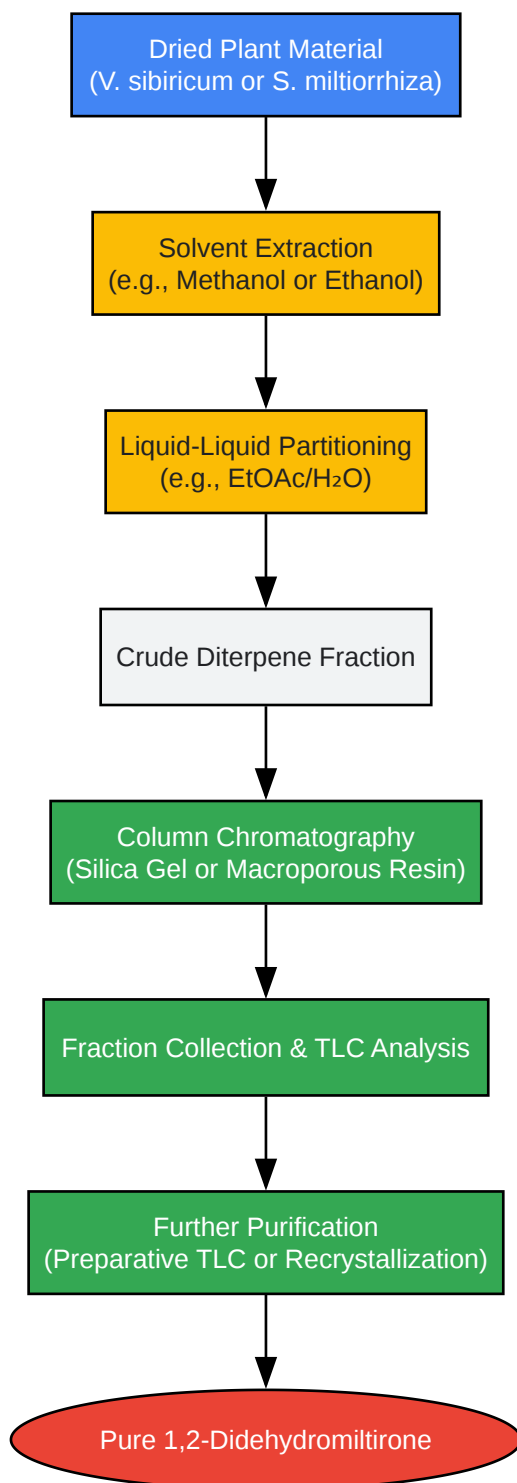 Dried Plant Material
(V. sibiricum or S. miltiorrhiza)
Solvent Extraction
(e.g., Methanol or Ethanol)
Liquid-Liquid Partitioning
(e.g., EtOAc/H₂O)
Crude Diterpene Fraction
Column Chromatography
(Silica Gel or Macroporous Resin)
Fraction Collection & TLC Analysis
Further Purification
(Preparative TLC or Recrystallization)
Pure 1,2-Didehydromiltirone